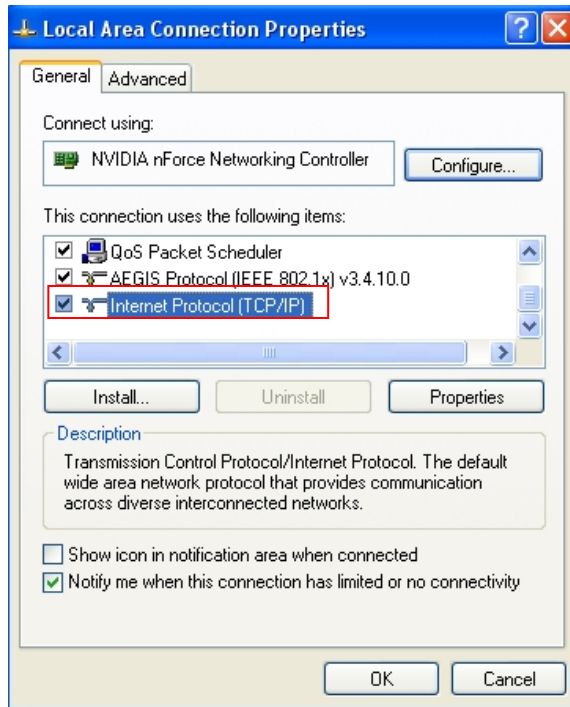 Local Area Connection Properties
General Advanced
Connect using:
NVIDIA nForce Networking Controller Configure...
This connection uses the following items:
QoS Packet Scheduler
AEGIS Protocol (IEEE 802.1x) v3.4.10.0
Internet Protocol (TCP/IP)
Install... Uninstall Properties
Description
Transmission Control Protocol/Internet Protocol. The default
wide area network protocol that provides communication
across diverse interconnected networks.
Show icon in notification area when connected
Notify me when this connection has limited or no connectivity
OK Cancel